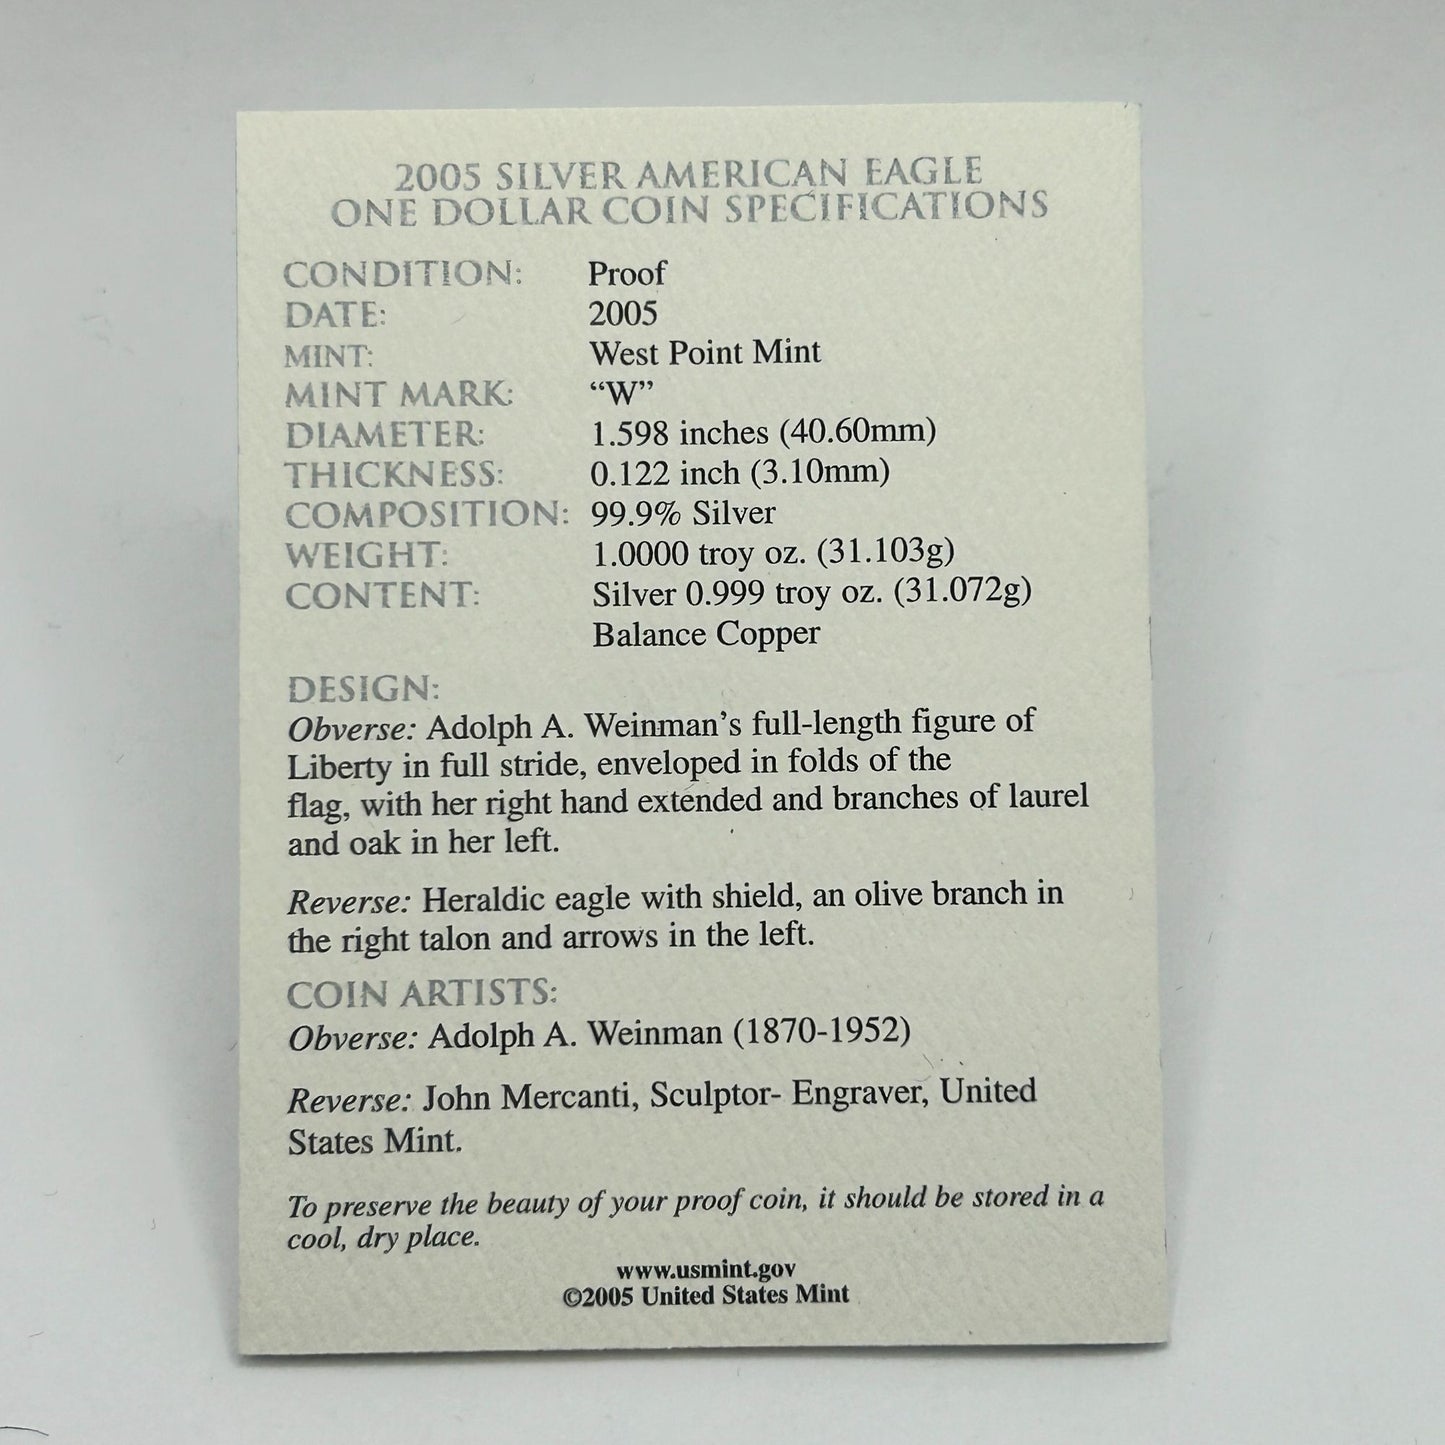 2005 SILVER AMERICAN EAGLE
ONE DOLLAR COIN SPECIFICATIONS
CONDITION: Proof
DATE: 2005
MINT: West Point Mint
MINT MARK: “W”
DIAMETER: 1.598 inches (40.60mm)
THICKNESS: 0.122 inch (3.10mm)
COMPOSITION: 99.9% Silver
WEIGHT: 1.0000 troy oz. (31.103g)
CONTENT: Silver 0.999 troy oz. (31.072g)
Balance Copper
DESIGN:
Obverse: Adolph A. Weinman’s full-length figure of
Liberty in full stride, enveloped in folds of the
flag, with her right hand extended and branches of laurel
and oak in her left.
Reverse: Heraldic eagle with shield, an olive branch in
the right talon and arrows in the left.
COIN ARTISTS:
Obverse: Adolph A. Weinman (1870-1952)
Reverse: John Mercanti, Sculptor- Engraver, United
States Mint.
To preserve the beauty of your proof coin, it should be stored in a
cool, dry place.
www.usmint.gov
©2005 United States Mint